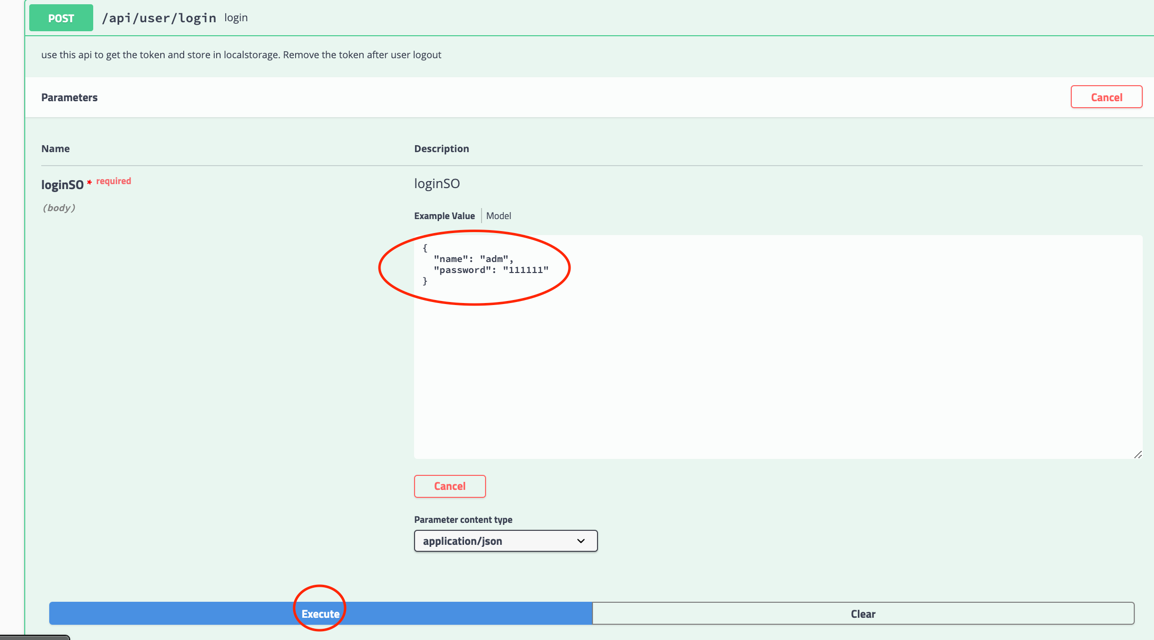 POST /api/user/login login
use this api to get the token and store in localstorage. Remove the token after user logout
Parameters Cancel
Name Description
loginSO * required loginSO
(body)
Example Value Model
{
"name": "adm",
"password": "111111"
}
Cancel
Parameter content type
application/json
Execute Clear